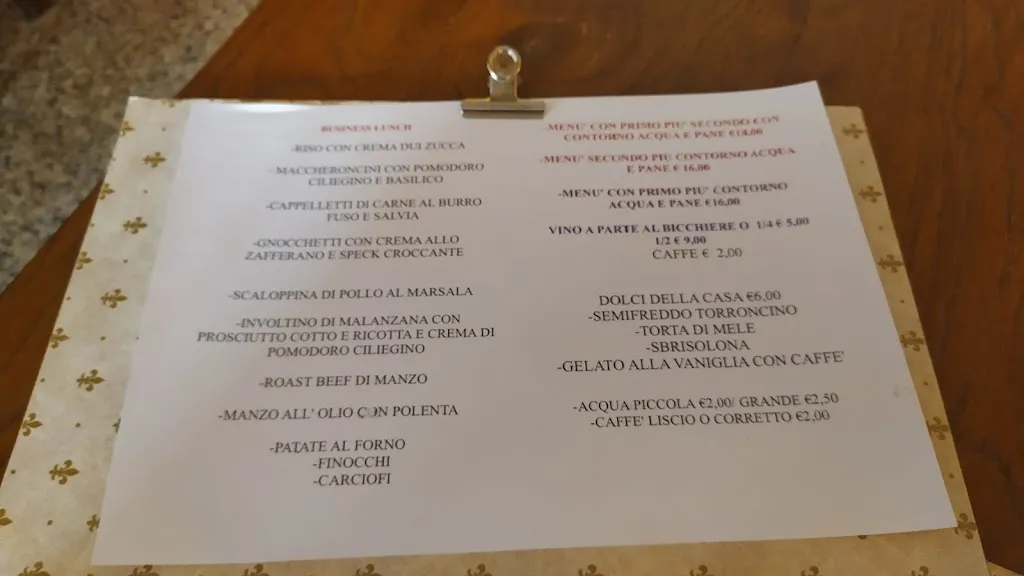 BUSINESS LUNCH
-RISO CON CREMA DUI ZUCCA
- MACCHERONCINI CON POMODORO
CILIEGINO E BASILICO
-CAPPELLETTI DI CARNE AL BURRO
FUSO E SALVIA
-GNOCCHETTI CON CREMA ALLO
ZAFFERANO E SPECK CROCCANTE
-SCALOPPINA DI POLLO AL MARSALA
-INVOLTINO DI MALANZANA CON
PROSCIUTTO COTTO E RICOTTA E CREMA DI
POMODORO CILIEGINO
-ROAST BEEF DI MANZO
-MANZO ALL' OLIO CON POLENTA
-PATATE AL FORNO
-FINOCCHI
-CARCIOFI
-MENU' CON PRIMO PIU' SECONDO CON
CONTORNO ACQUA E PANE €18,00
-MENU' SECONDO PIU CONTORNO ACQUA
E PANE € 16,00
-MENU' CON PRIMO PIU' CONTORNO
ACQUA E PANE €16,00
VINO A PARTE AL BICCHIERE O 1/4 € 5,00
1/2 € 9,00
CAFFE € 2,00
DOLCI DELLA CASA €6,00
-SEMIFREDDO TORRONCINO
-TORTA DI MELE
-SBRISOLONA
-GELATO ALLA VANIGLIA CON CAFFE'
-ACQUA PICCOLA €2,00/ GRANDE €2,50
-CAFFE' LISCIO O CORRETTO €2,00